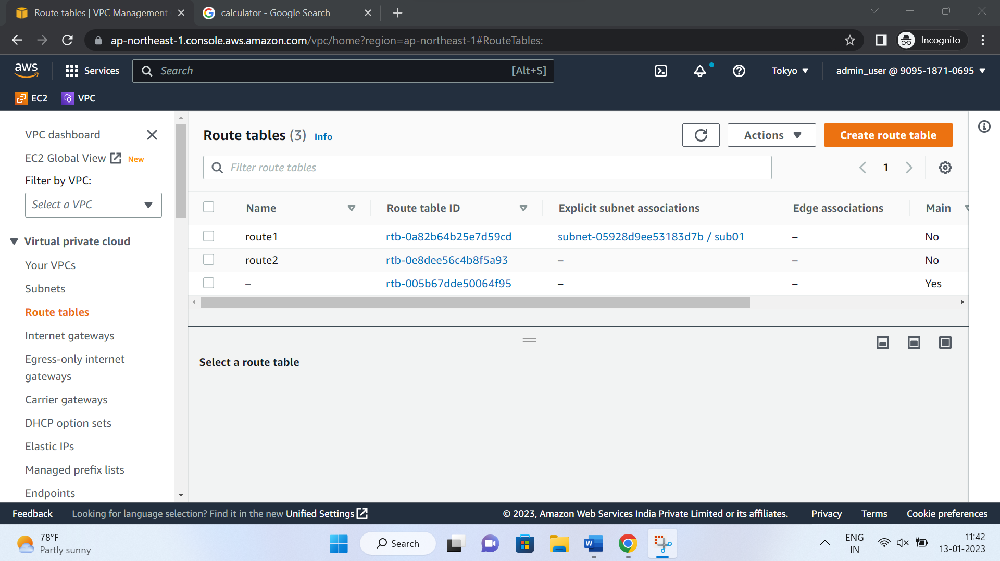 Route tables | VPC Management
calculator - Google Search
ap-northeast-1.console.aws.amazon.com/vpc/home?region=ap-northeast-1#RouteTables:
Incognito
aws
Services
Search
[Alt+S]
Tokyo
admin_user @ 9095-1871-0695
EC2
VPC
VPC dashboard
EC2 Global View
New
Filter by VPC:
Select a VPC
Virtual private cloud
Your VPCs
Subnets
Route tables
Internet gateways
Egress-only internet
gateways
Carrier gateways
DHCP option sets
Elastic IPs
Managed prefix lists
Endpoints
Route tables (3) Info
Actions
Create route table
Filter route tables
1
Name Route table ID Explicit subnet associations Edge associations Main
route1 rtb-0a82b64b25e7d59cd subnet-05928d9ee53183d7b / sub01 – No
route2 rtb-0e8dee56c4b8f5a93 – – No
– rtb-005b67dde50064f95 – – Yes
Select a route table
Feedback
Looking for language selection? Find it in the new Unified Settings
© 2023, Amazon Web Services India Private Limited or its affiliates.
Privacy
Terms
Cookie preferences
78°F
Partly sunny
Search
W
ENG
IN
11:42
13-01-2023